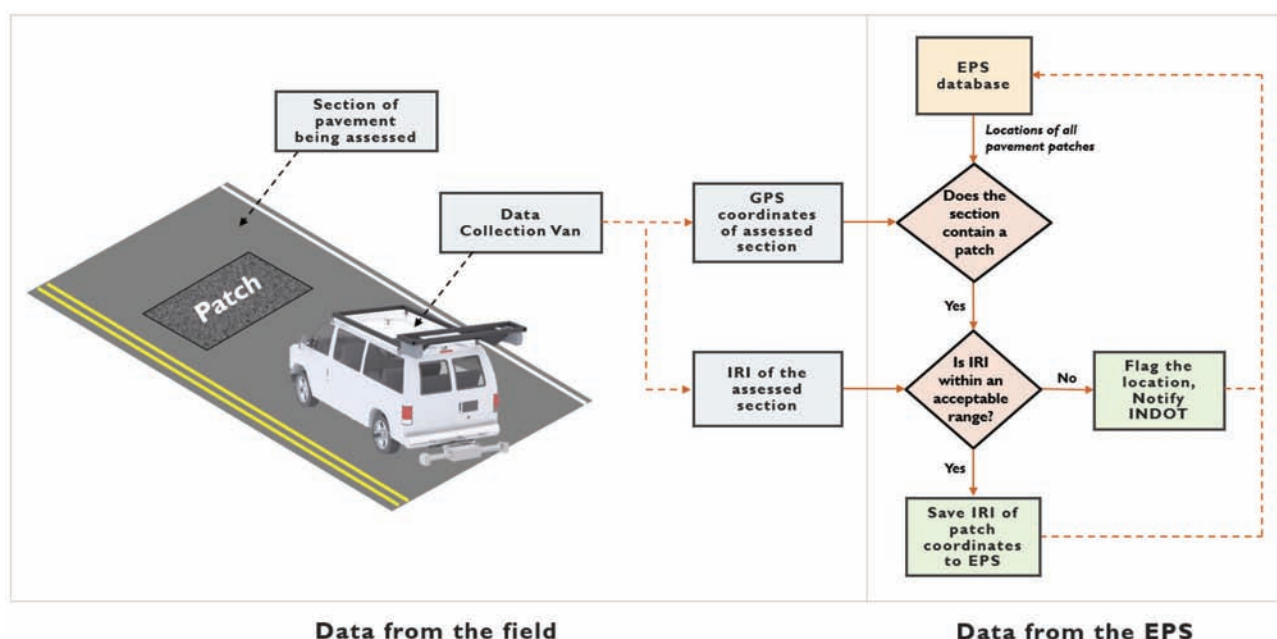 Section of
pavement
being assessed
Data
Collection Van
Patch
GPS
coordinates
of assessed
section
IRI of the
assessed
section
EPS
database
Locations of all
pavement patches
Does the
section
contain a
patch
Yes
Is IRI
within an
acceptable
range?
No
Flag the
location,
Notify
INDOT
Yes
Save IRI of
patch
coordinates
to EPS
Data from the field
Data from the EPS